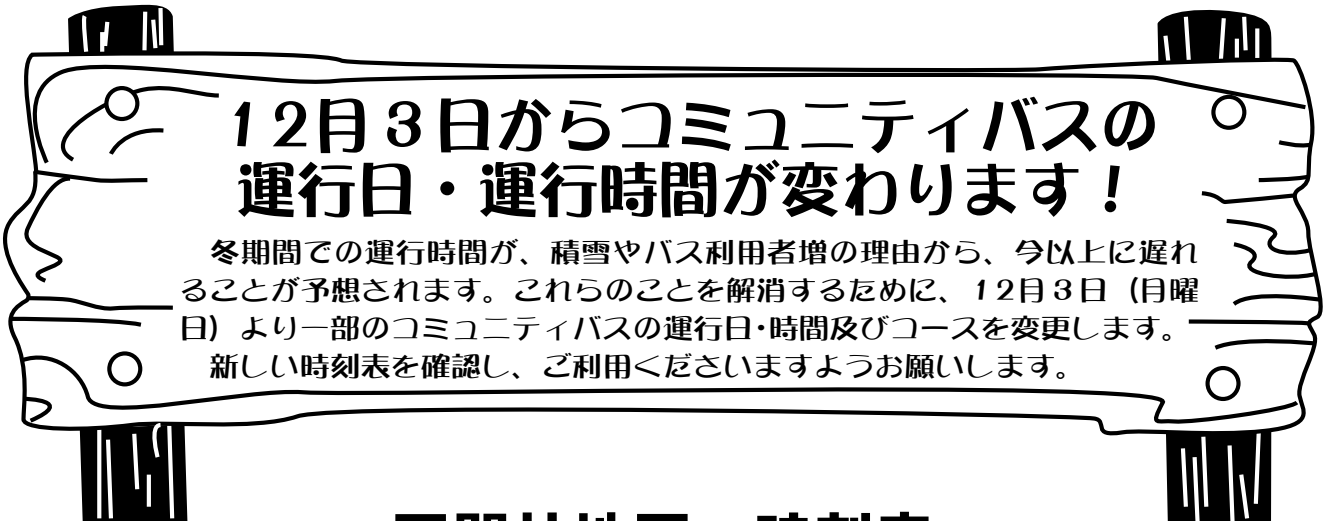 12月3日からコミュニティバスの
運行日・運行時間が変わります！
冬期間での運行時間が、積雪やバス利用者増の理由から、今以上に遅れ
ることが予想されます。これらのことを解消するために、12月3日（月曜
日）より一部のコミュニティバスの運行日・時間及びコースを変更します。
新しい時刻表を確認し、ご利用くださいますようお願いします。